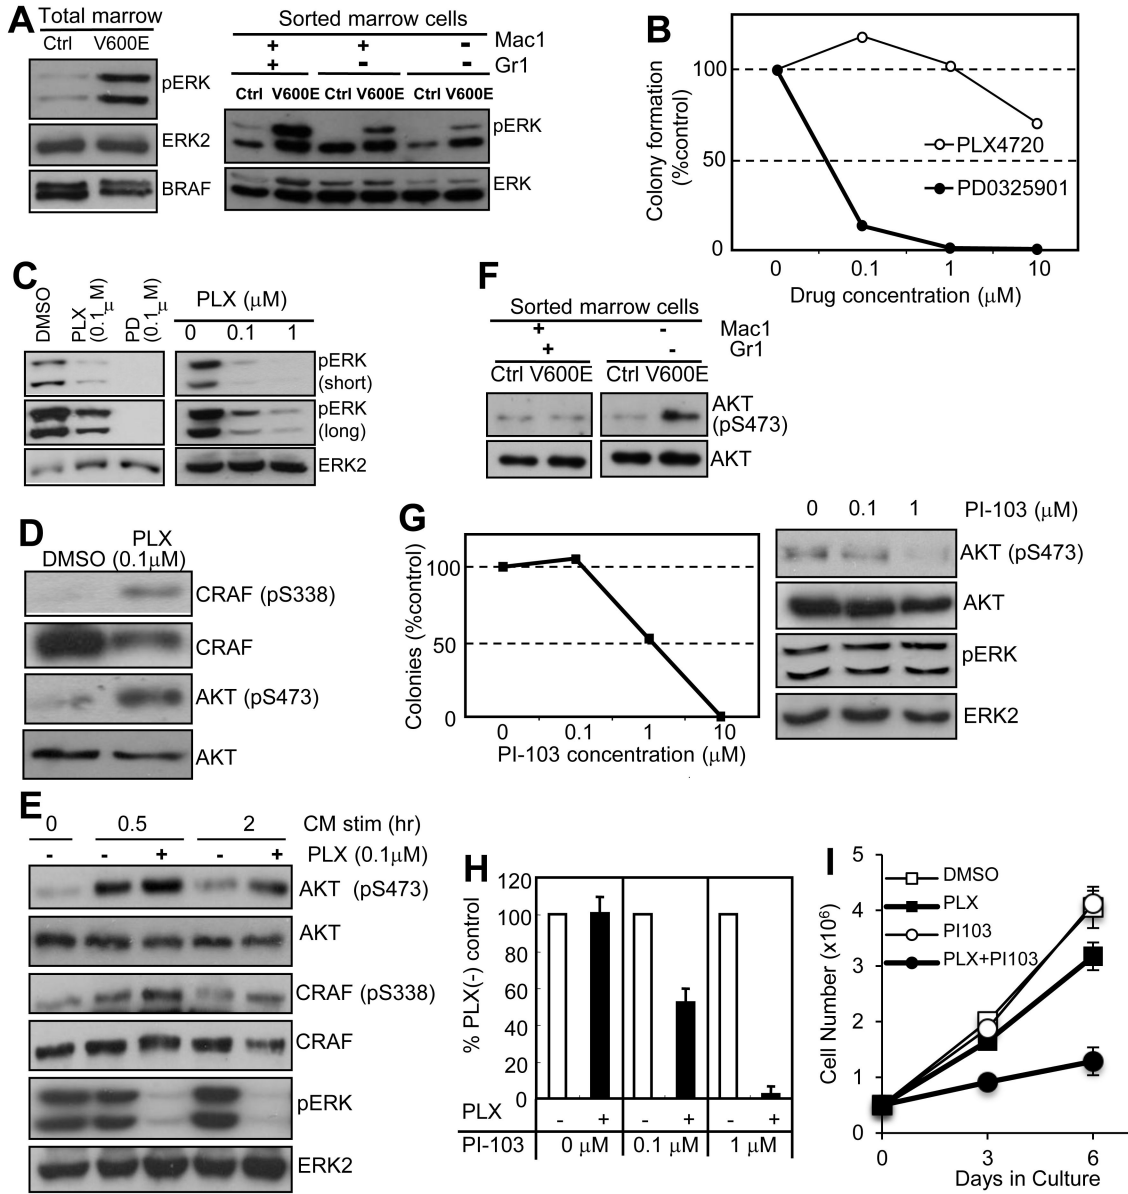 A
Total marrow
Ctrl V600E
pERK
ERK2
BRAF
Sorted marrow cells
+ + - Mac1
+ - - Gr1
Ctrl V600E Ctrl V600E Ctrl V600E
pERK
ERK
B
Colony formation
(%control)
100
50
0
PLX4720
PD0325901
0 0.1 1 10
Drug concentration (μM)
C
DMSO
PLX
(0.1 μM)
PD
(0.1 μM)
PLX (μM)
0 0.1 1
pERK
(short)
pERK
(long)
ERK2
D
PLX
DMSO (0.1μM)
CRAF (pS338)
CRAF
AKT (pS473)
AKT
E
0 0.5 2 CM stim (hr)
- - + - + PLX (0.1μM)
AKT (pS473)
AKT
CRAF (pS338)
CRAF
pERK
ERK2
F
Sorted marrow cells
+ - Mac1
+ - Gr1
Ctrl V600E Ctrl V600E
AKT
(pS473)
AKT
G
Colonies (%control)
100
50
0
0 0.1 1 10
PI-103 concentration (μM)
0 0.1 1 PI-103 (μM)
AKT (pS473)
AKT
pERK
ERK2
H
% PLX(-) control
120
100
80
60
40
20
0
PLX - + - + - +
PI-103 0 μM 0.1 μM 1 μM
I
Cell Number (x10⁶)
5
4
3
2
1
0
DMSO
PLX
PI103
PLX+PI103
0 3 6
Days in Culture